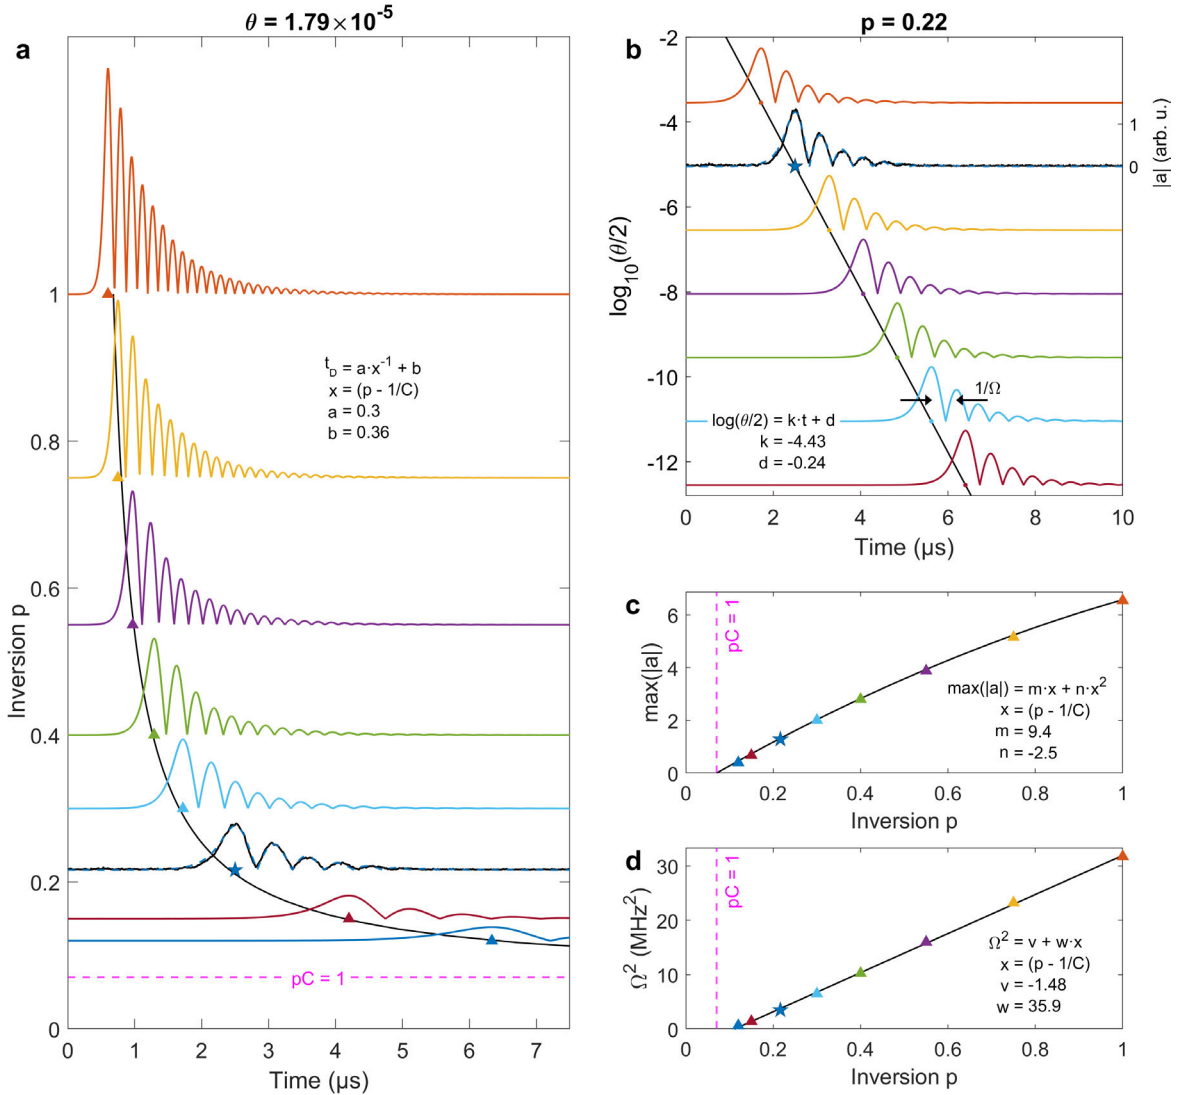 a
θ = 1.79×10⁻⁵
Inversion p
1
0.8
0.6
0.4
0.2
0
t_D = a·x⁻¹ + b
x = (p - 1/C)
a = 0.3
b = 0.36
pC = 1
0 1 2 3 4 5 6 7
Time (µs)
b
p = 0.22
log₁₀(θ/2)
-2
-4
-6
-8
-10
-12
1
0
|a| (arb. u.)
1/Ω
log(θ/2) = k·t + d
k = -4.43
d = -0.24
0 2 4 6 8 10
Time (µs)
c
max(|a|)
6
4
2
0
pC = 1
max(|a|) = m·x + n·x²
x = (p - 1/C)
m = 9.4
n = -2.5
0 0.2 0.4 0.6 0.8 1
Inversion p
d
Ω² (MHz²)
30
20
10
0
pC = 1
Ω² = v + w·x
x = (p - 1/C)
v = -1.48
w = 35.9
0 0.2 0.4 0.6 0.8 1
Inversion p